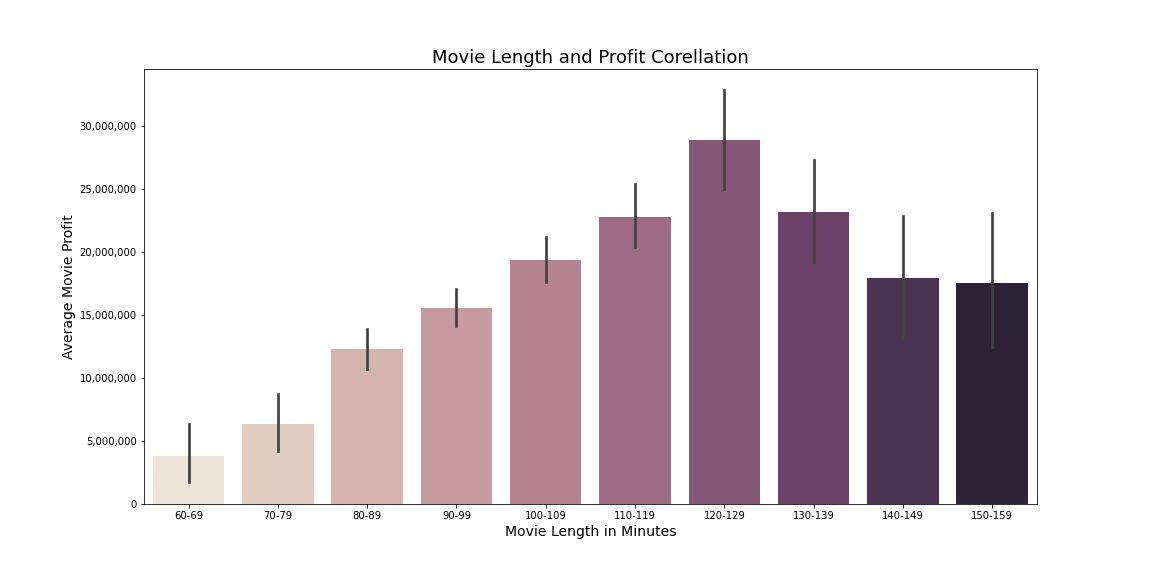 Movie Length and Profit Corellation
Average Movie Profit
30,000,000
25,000,000
20,000,000
15,000,000
10,000,000
5,000,000
0
60-69 70-79 80-89 90-99 100-109 110-119 120-129 130-139 140-149 150-159
Movie Length in Minutes